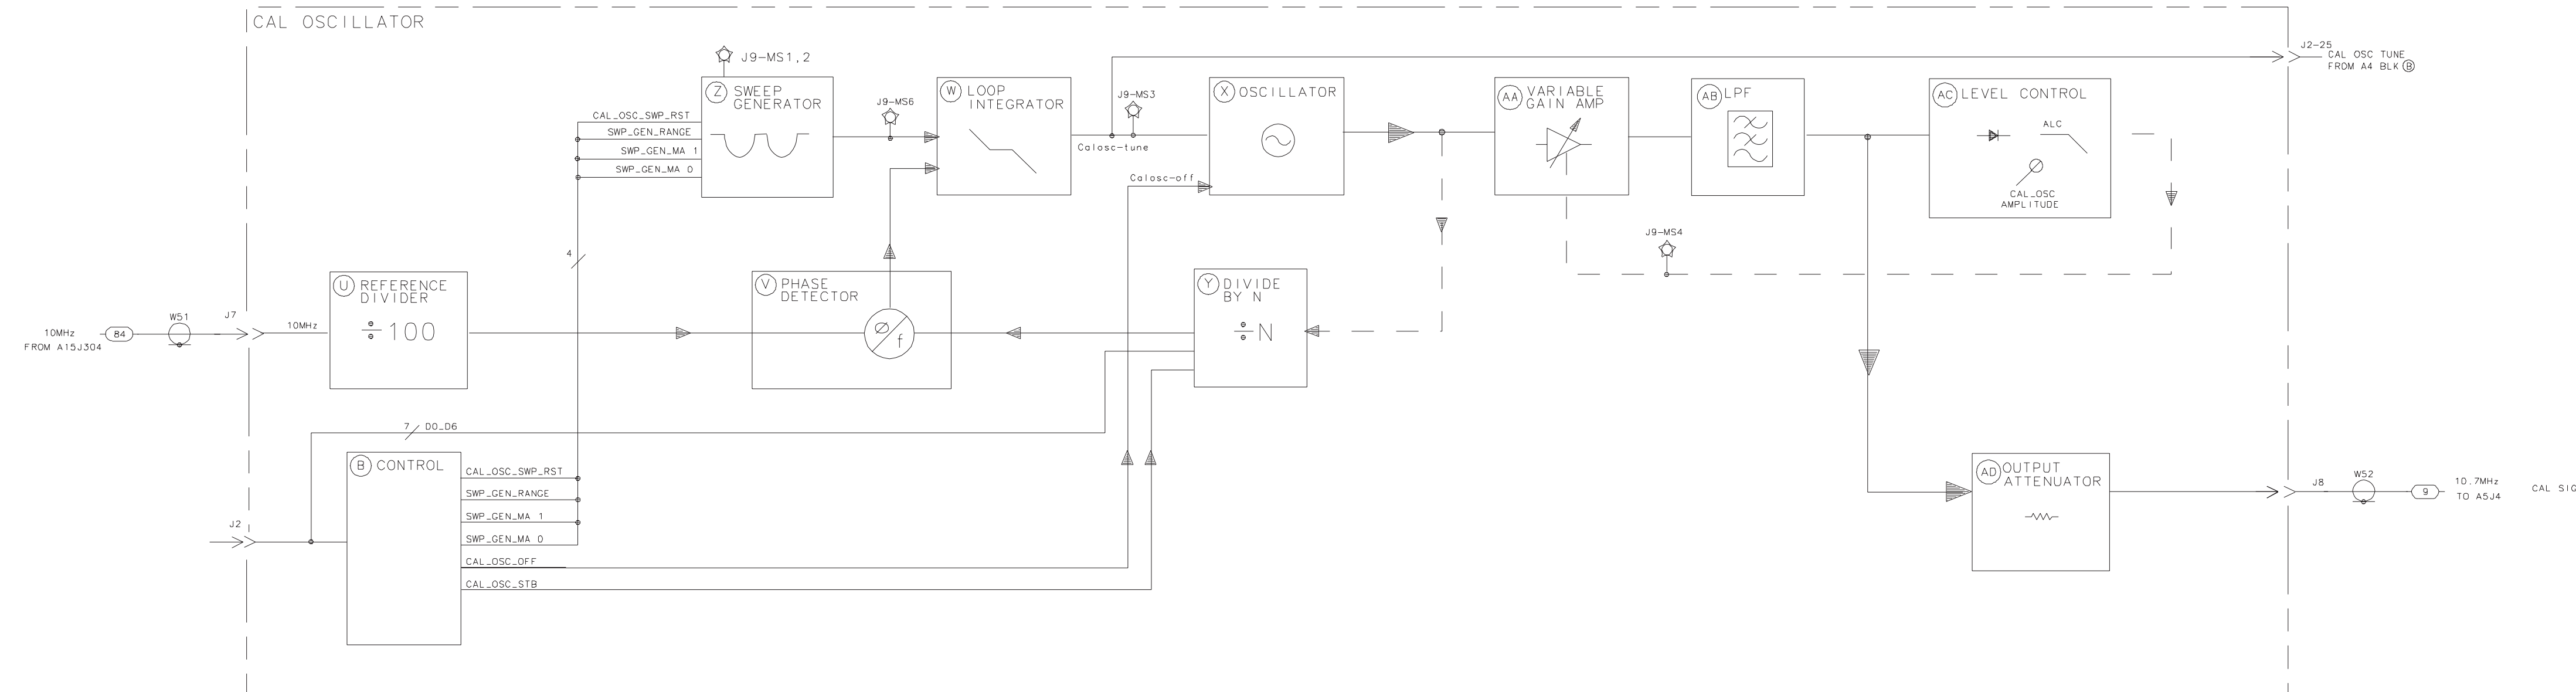 CAL OSCILLATOR
J9-MS1,2
J2-25
CAL OSC TUNE
FROM A4 BLK B
Z SWEEP
GENERATOR
J9-MS6
W LOOP
INTEGRATOR
J9-MS3
X OSCILLATOR
AA VARIABLE
GAIN AMP
AB LPF
AC LEVEL CONTROL
ALC
CAL_OSC
AMPLITUDE
CAL_OSC_SWP_RST
SWP_GEN_RANGE
SWP_GEN_MA 1
SWP_GEN_MA 0
Calosc-tune
Calosc-off
J9-MS4
4
U REFERENCE
DIVIDER
÷100
V PHASE
DETECTOR
Ø
f
Y DIVIDE
BY N
÷N
10MHz
FROM A15J304
84
W51
J7
10MHz
7
D0_D6
B CONTROL
CAL_OSC_SWP_RST
SWP_GEN_RANGE
SWP_GEN_MA 1
SWP_GEN_MA 0
CAL_OSC_OFF
CAL_OSC_STB
J2
AD OUTPUT
ATTENUATOR
J8
W52
9
10.7MHz
TO A5J4
CAL SIG